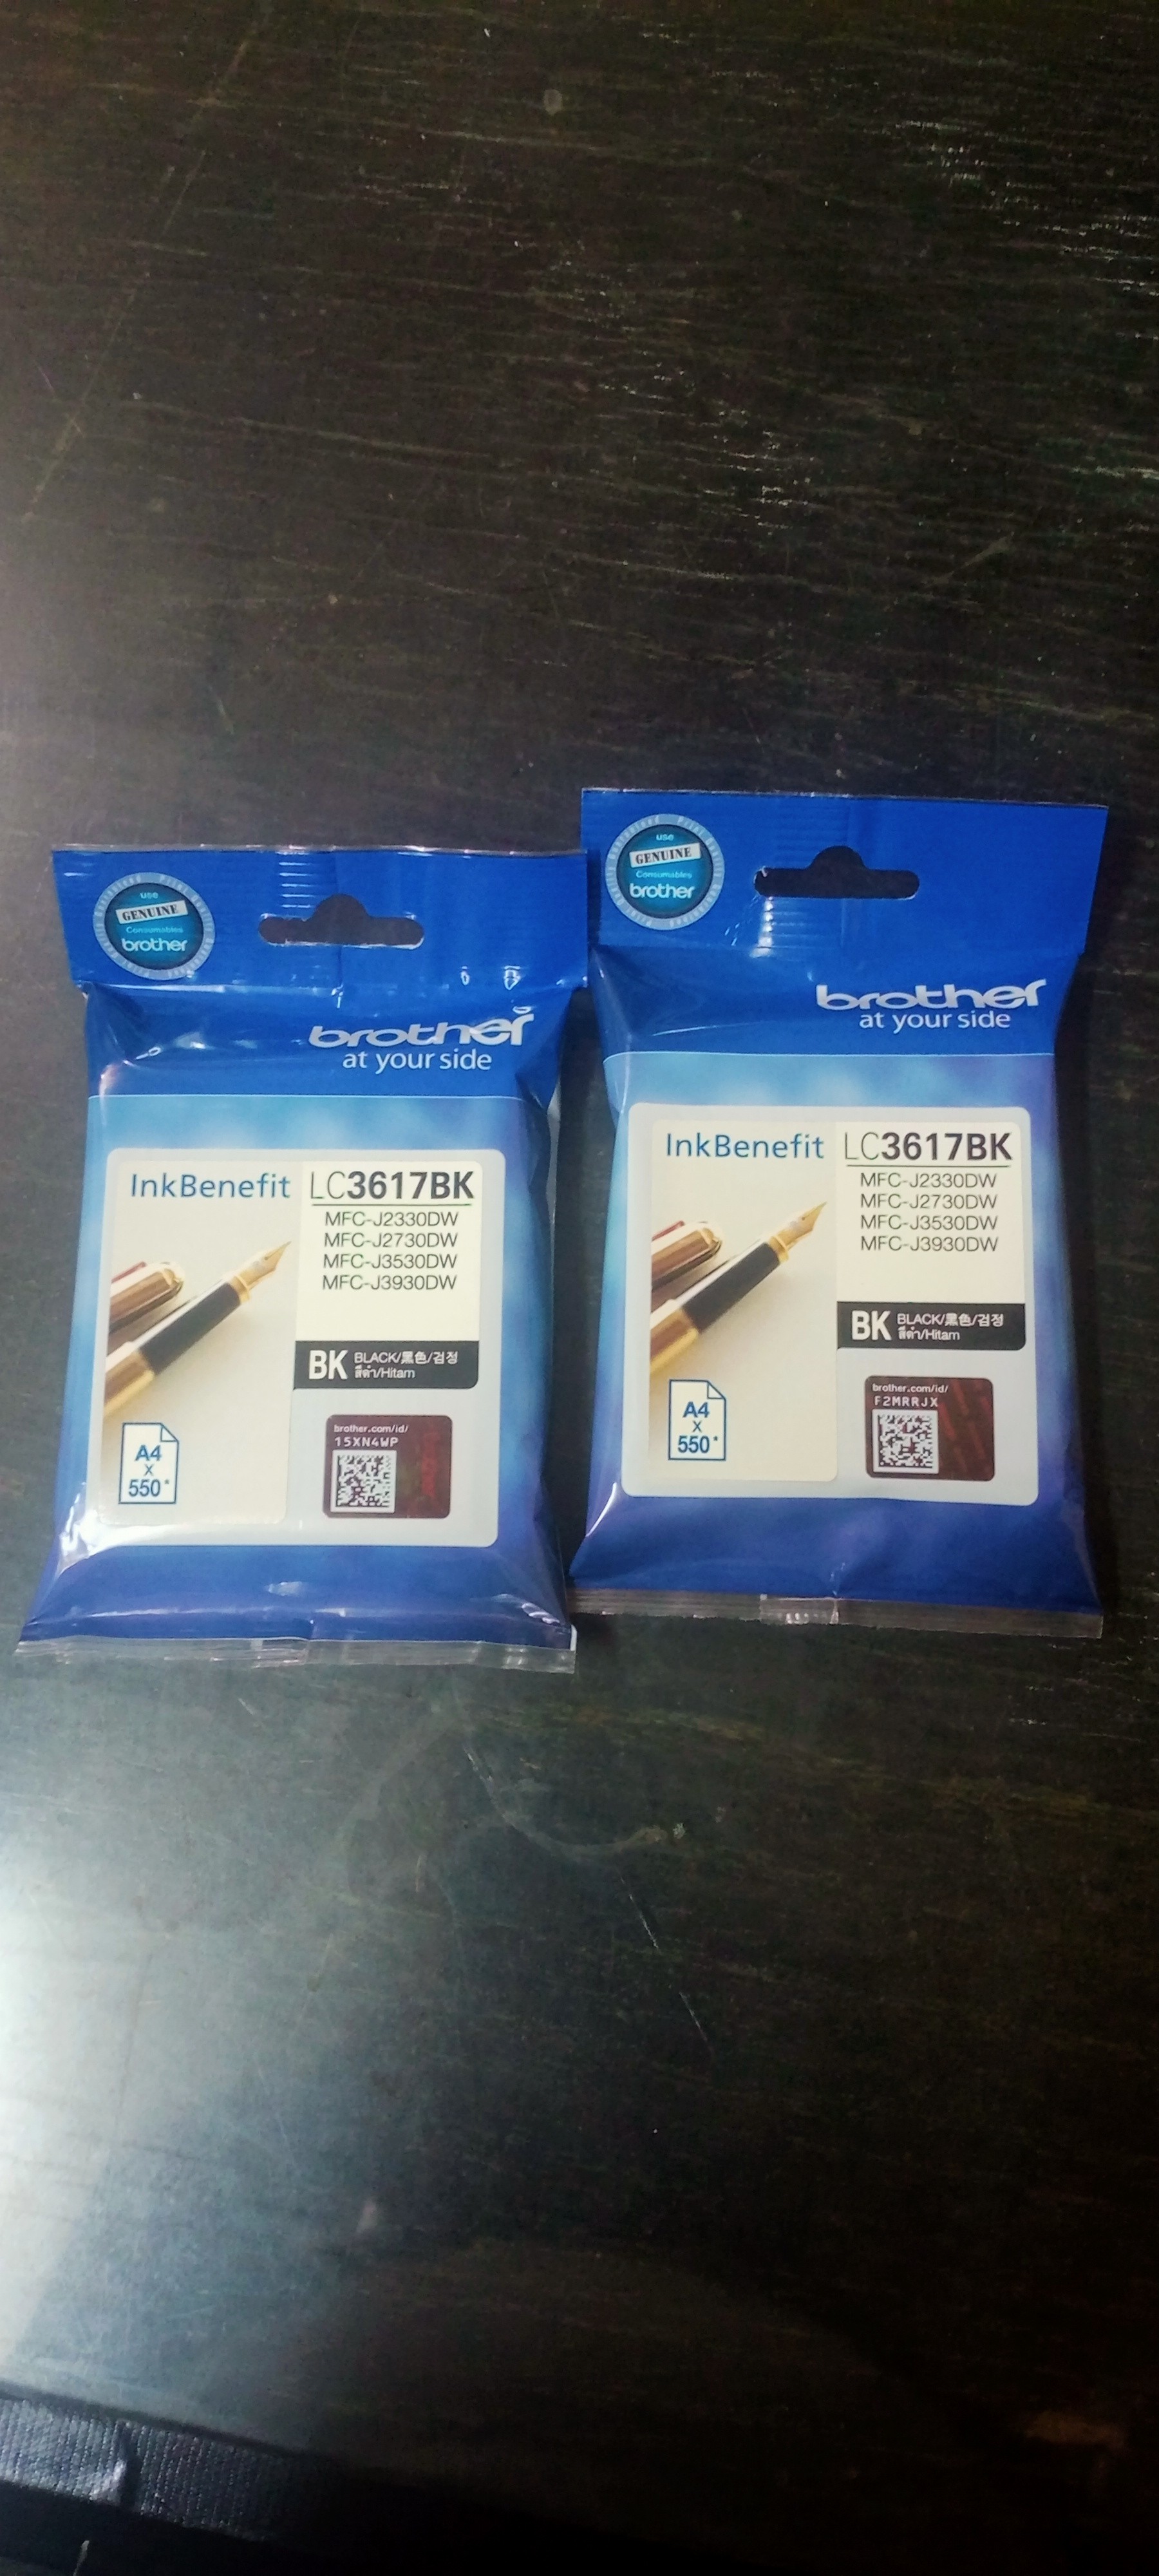 use
GENUINE
Consumables
brother
brother
at your side
InkBenefit
LC3617BK
MFC-J2330DW
MFC-J2730DW
MFC-J3530DW
MFC-J3930DW
BK BLACK/黑色/검정
สีดำ/Hitam
A4
X
550*
brother.com/id/
15XN4WP
use
GENUINE
Consumables
brother
brother
at your side
InkBenefit
LC3617BK
MFC-J2330DW
MFC-J2730DW
MFC-J3530DW
MFC-J3930DW
BK BLACK/黑色/검정
สีดำ/Hitam
A4
X
550*
brother.com/id/
F2MRRJX